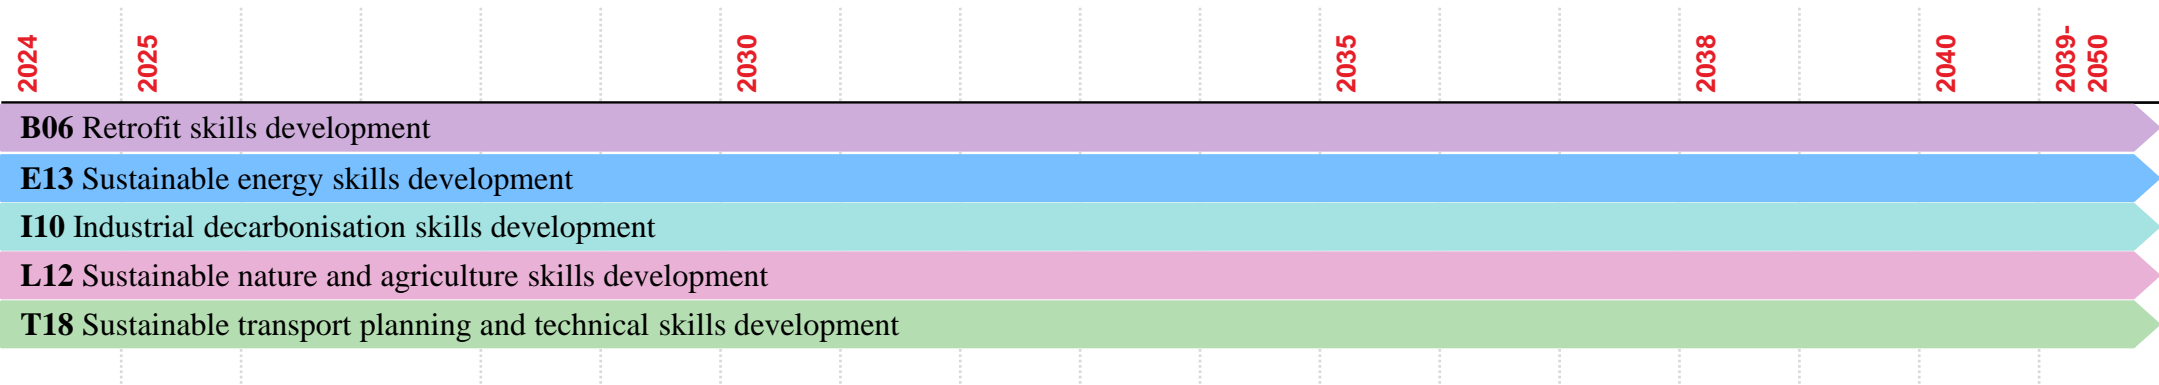 2024
2025
2030
2035
2038
2040
2039-
2050
B06 Retrofit skills development
E13 Sustainable energy skills development
I10 Industrial decarbonisation skills development
L12 Sustainable nature and agriculture skills development
T18 Sustainable transport planning and technical skills development